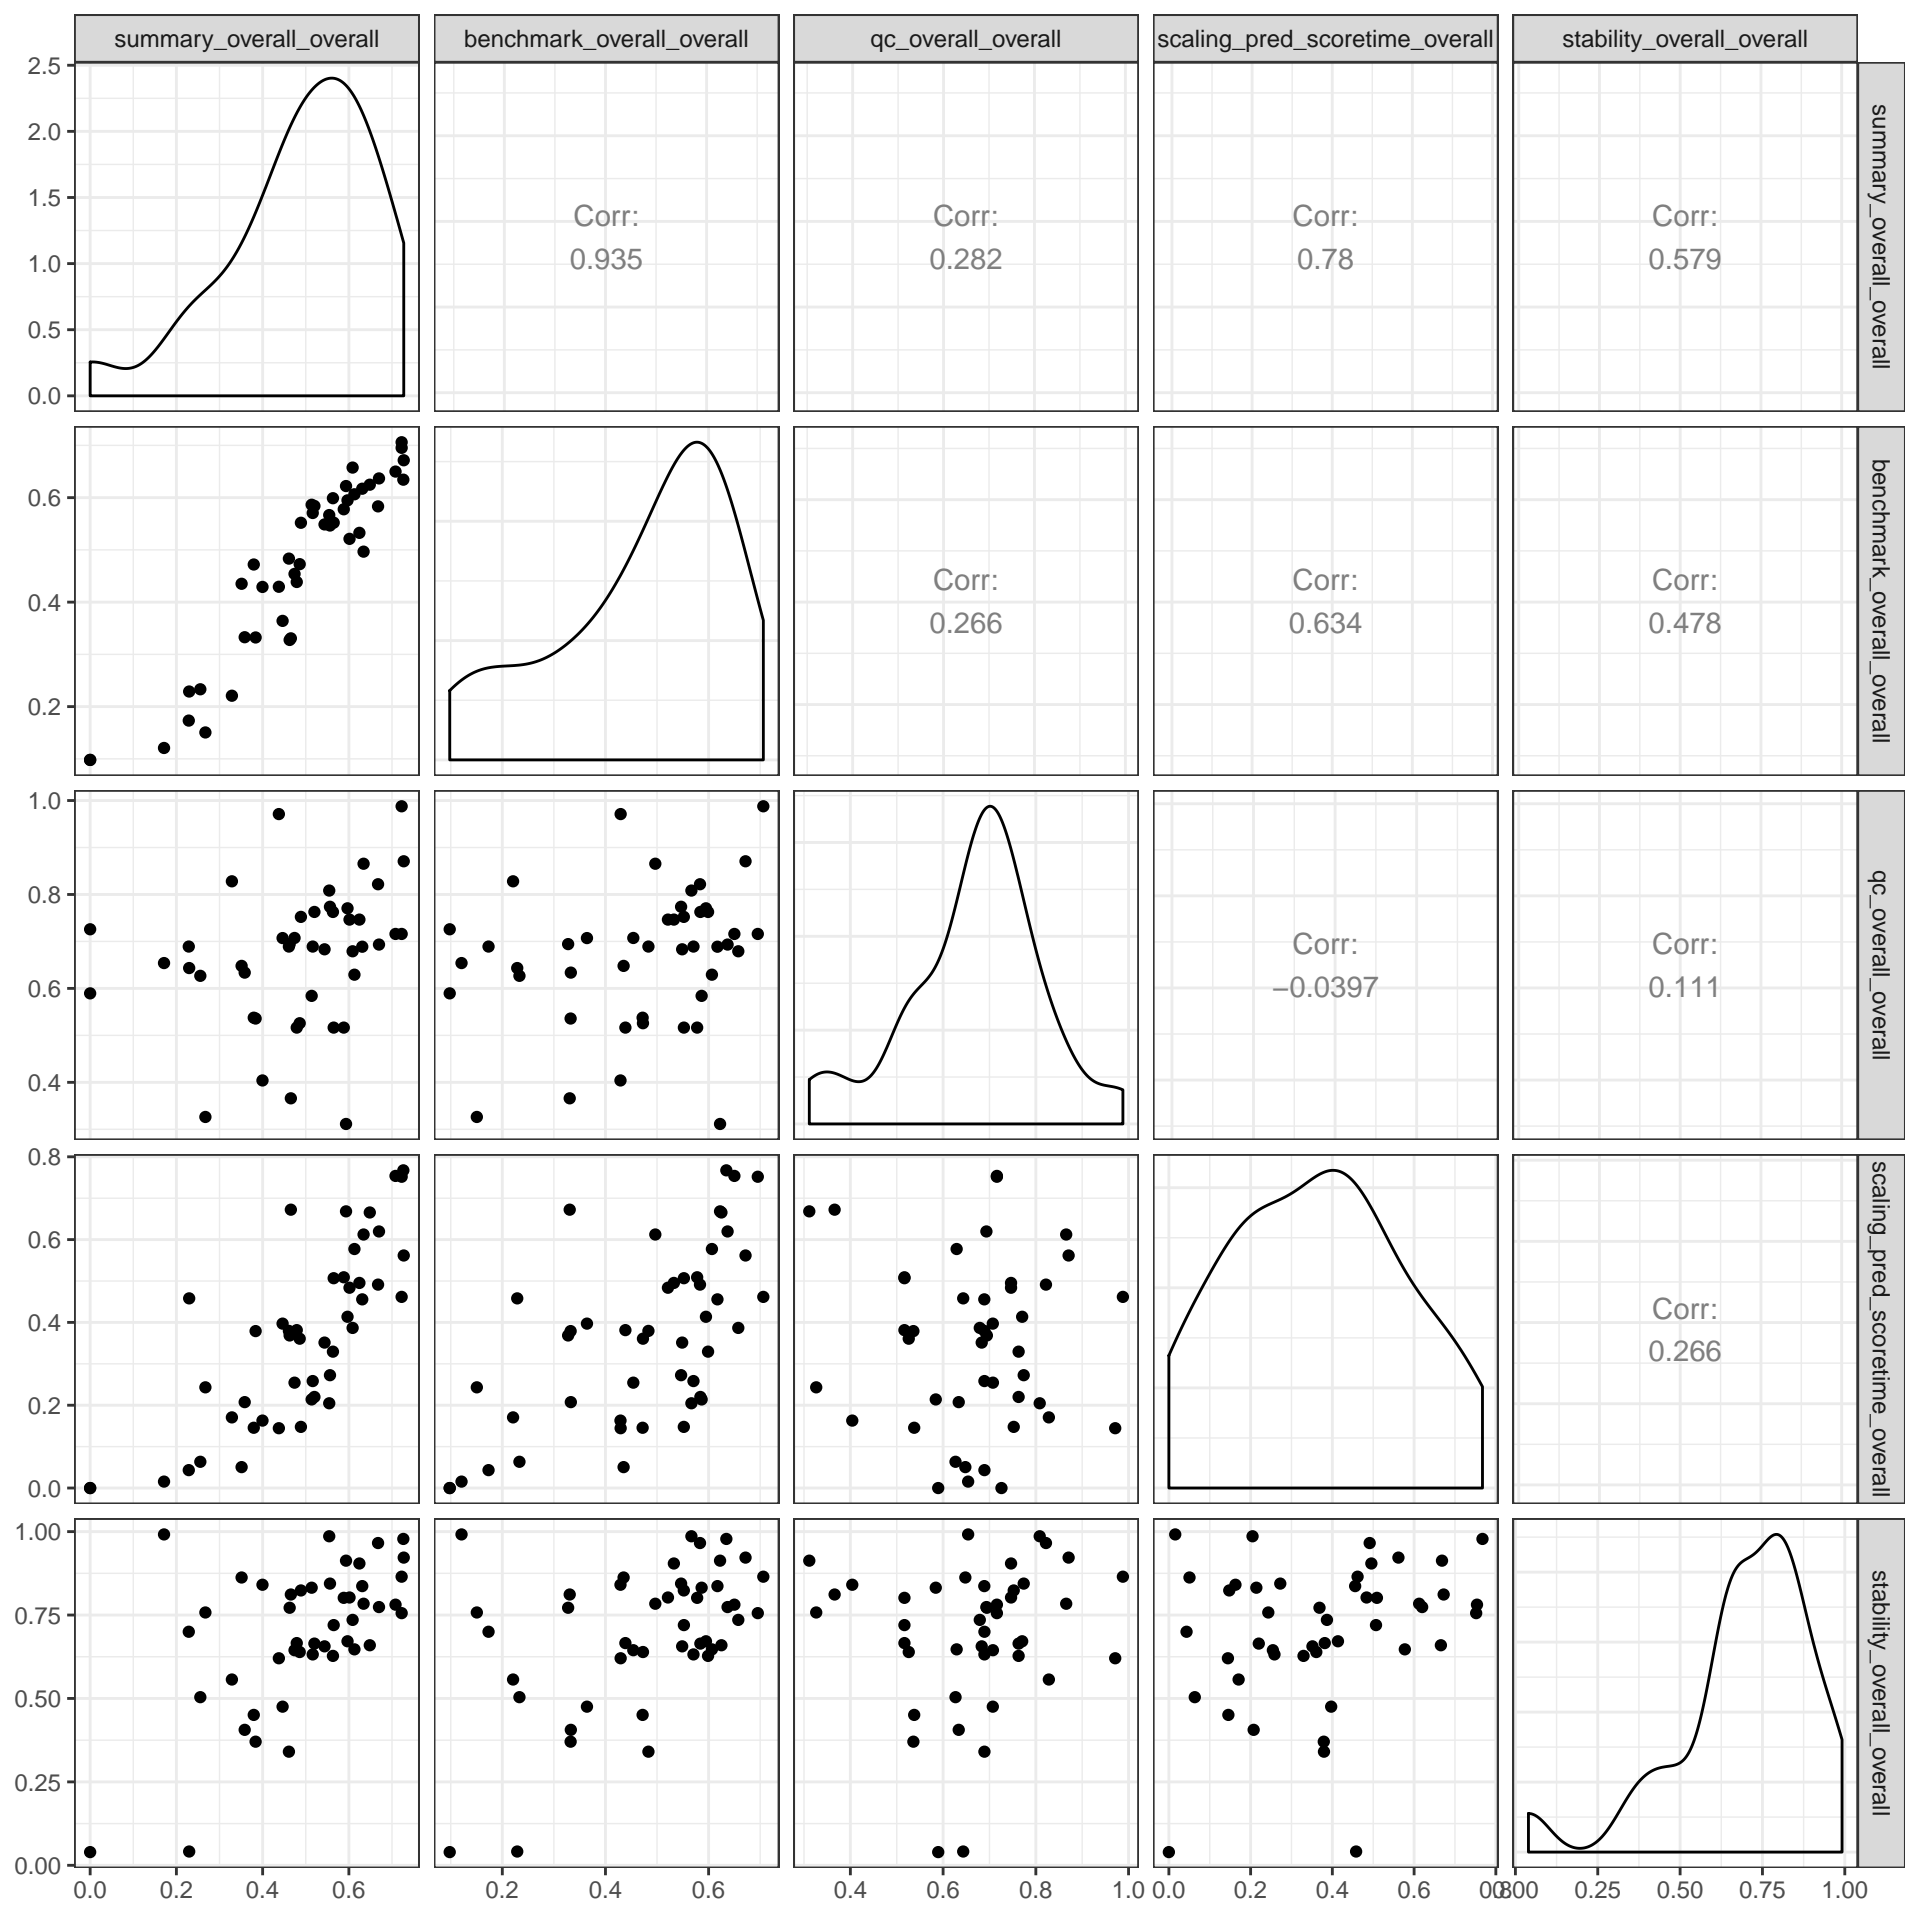 summary_overall_overall
benchmark_overall_overall
qc_overall_overall
scaling_pred_scoretime_overall
stability_overall_overall
2.5
2.0
1.5
1.0
0.5
0.0
Corr:
0.935
Corr:
0.282
Corr:
0.78
Corr:
0.579
summary_overall_overall
0.6
0.4
0.2
Corr:
0.266
Corr:
0.634
Corr:
0.478
benchmark_overall_overall
1.0
0.8
0.6
0.4
Corr:
−0.0397
Corr:
0.111
qc_overall_overall
0.8
0.6
0.4
0.2
0.0
Corr:
0.266
scaling_pred_scoretime_overall
1.00
0.75
0.50
0.25
0.00
stability_overall_overall
0.0 0.2 0.4 0.6
0.2 0.4 0.6
0.4 0.6 0.8 1.0
0.0 0.2 0.4 0.6 0.8
0.00 0.25 0.50 0.75 1.00